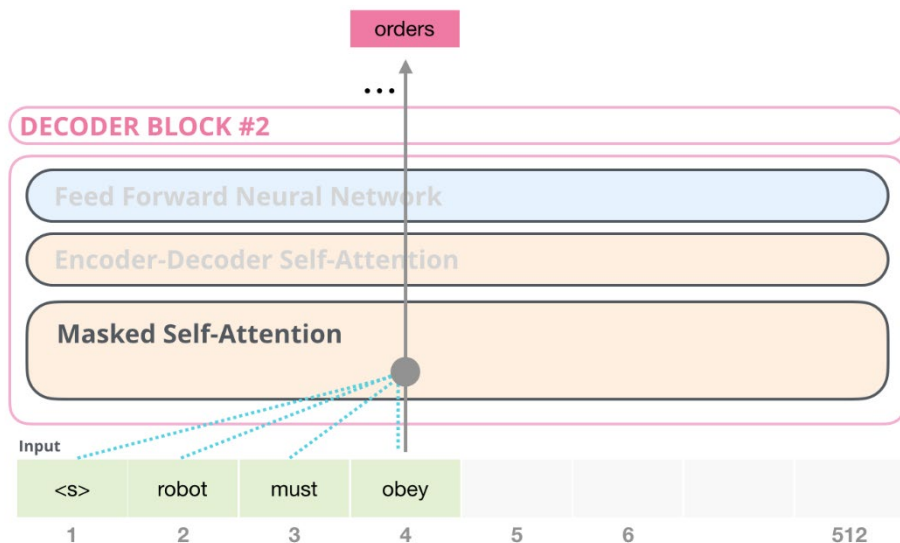 orders
...
DECODER BLOCK #2
Feed Forward Neural Network
Encoder-Decoder Self-Attention
Masked Self-Attention
Input
<s> robot must obey
1 2 3 4 5 6 512